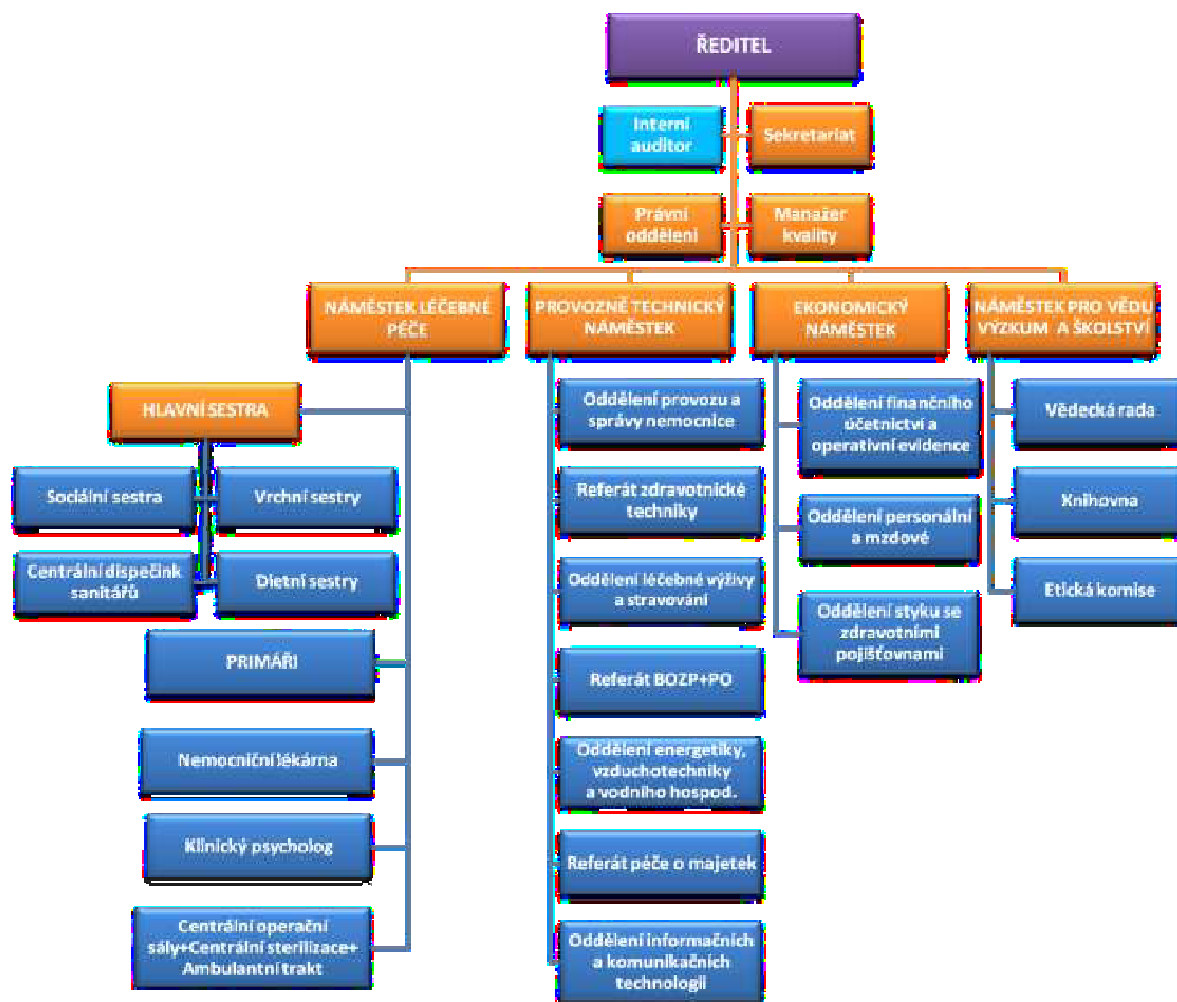 ŘEDITEL
Interní
auditor
Sekretariat
Právní
oddělení
Manažer
kvality
NÁMĚSTEK LÉČEBNÉ
PÉČE
PROVOZNĚ TECHNICKÝ
NÁMĚSTEK
EKONOMICKÝ
NÁMĚSTEK
NÁMĚSTEK PRO VĚDU
VÝZKUM A ŠKOLSTVÍ
HLAVNÍ SESTRA
Sociální sestra
Vrchní sestry
Centrální dispečink
sanitářů
Dietní sestry
PRIMÁŘI
Nemocniční lékárna
Klinický psycholog
Centrální operační
sály+Centrální sterilizace+
Ambulantní trakt
Oddělení provozu a
správy nemocnice
Referát zdravotnické
techniky
Oddělení léčebné výživy
a stravování
Referát BOZP+PO
Oddělení energetiky,
vzduchotechniky
a vodního hospod.
Referát péče o majetek
Oddělení informačních
a komunikačních
technologií
Oddělení finančního
účetnictví a
operativní evidence
Oddělení personální
a mzdové
Oddělení styku se
zdravotními
pojišťovnami
Vědecká rada
Knihovna
Etická komise